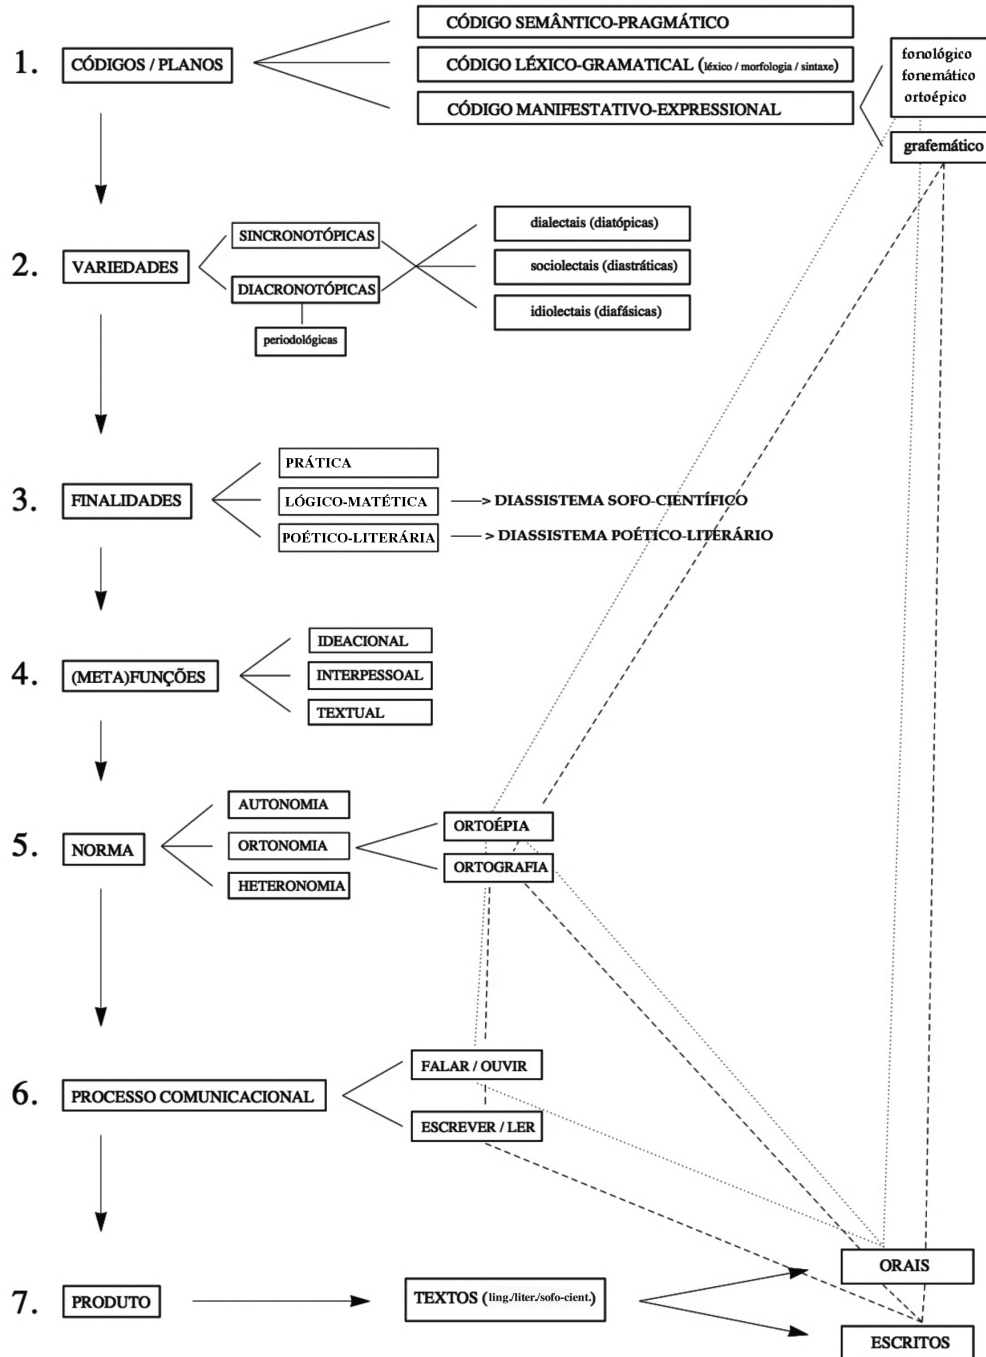 CÓDIGO SEMÂNTICO-PRAGMÁTICO
1. CÓDIGOS / PLANOS
CÓDIGO LÉXICO-GRAMATICAL (léxico / morfologia / sintaxe)
CÓDIGO MANIFESTATIVO-EXPRESSIONAL
fonológico
fonemático
ortoépico
grafemático
2. VARIEDADES
SINCRONOTÓPICAS
DIACRONOTÓPICAS
periodológicas
dialectais (diatópicas)
sociolectais (diastráticas)
idiolectais (diafásicas)
3. FINALIDADES
PRÁTICA
LÓGICO-MATÉTICA > DIASSISTEMA SOFO-CIENTÍFICO
POÉTICO-LITERÁRIA > DIASSISTEMA POÉTICO-LITERÁRIO
4. (META)FUNÇÕES
IDEACIONAL
INTERPESSOAL
TEXTUAL
5. NORMA
AUTONOMIA
ORTONOMIA
HETERONOMIA
ORTOÉPIA
ORTOGRAFIA
6. PROCESSO COMUNICACIONAL
FALAR / OUVIR
ESCREVER / LER
7. PRODUTO
TEXTOS (ling./liter./sofo-cient.)
ORAIS
ESCRITOS